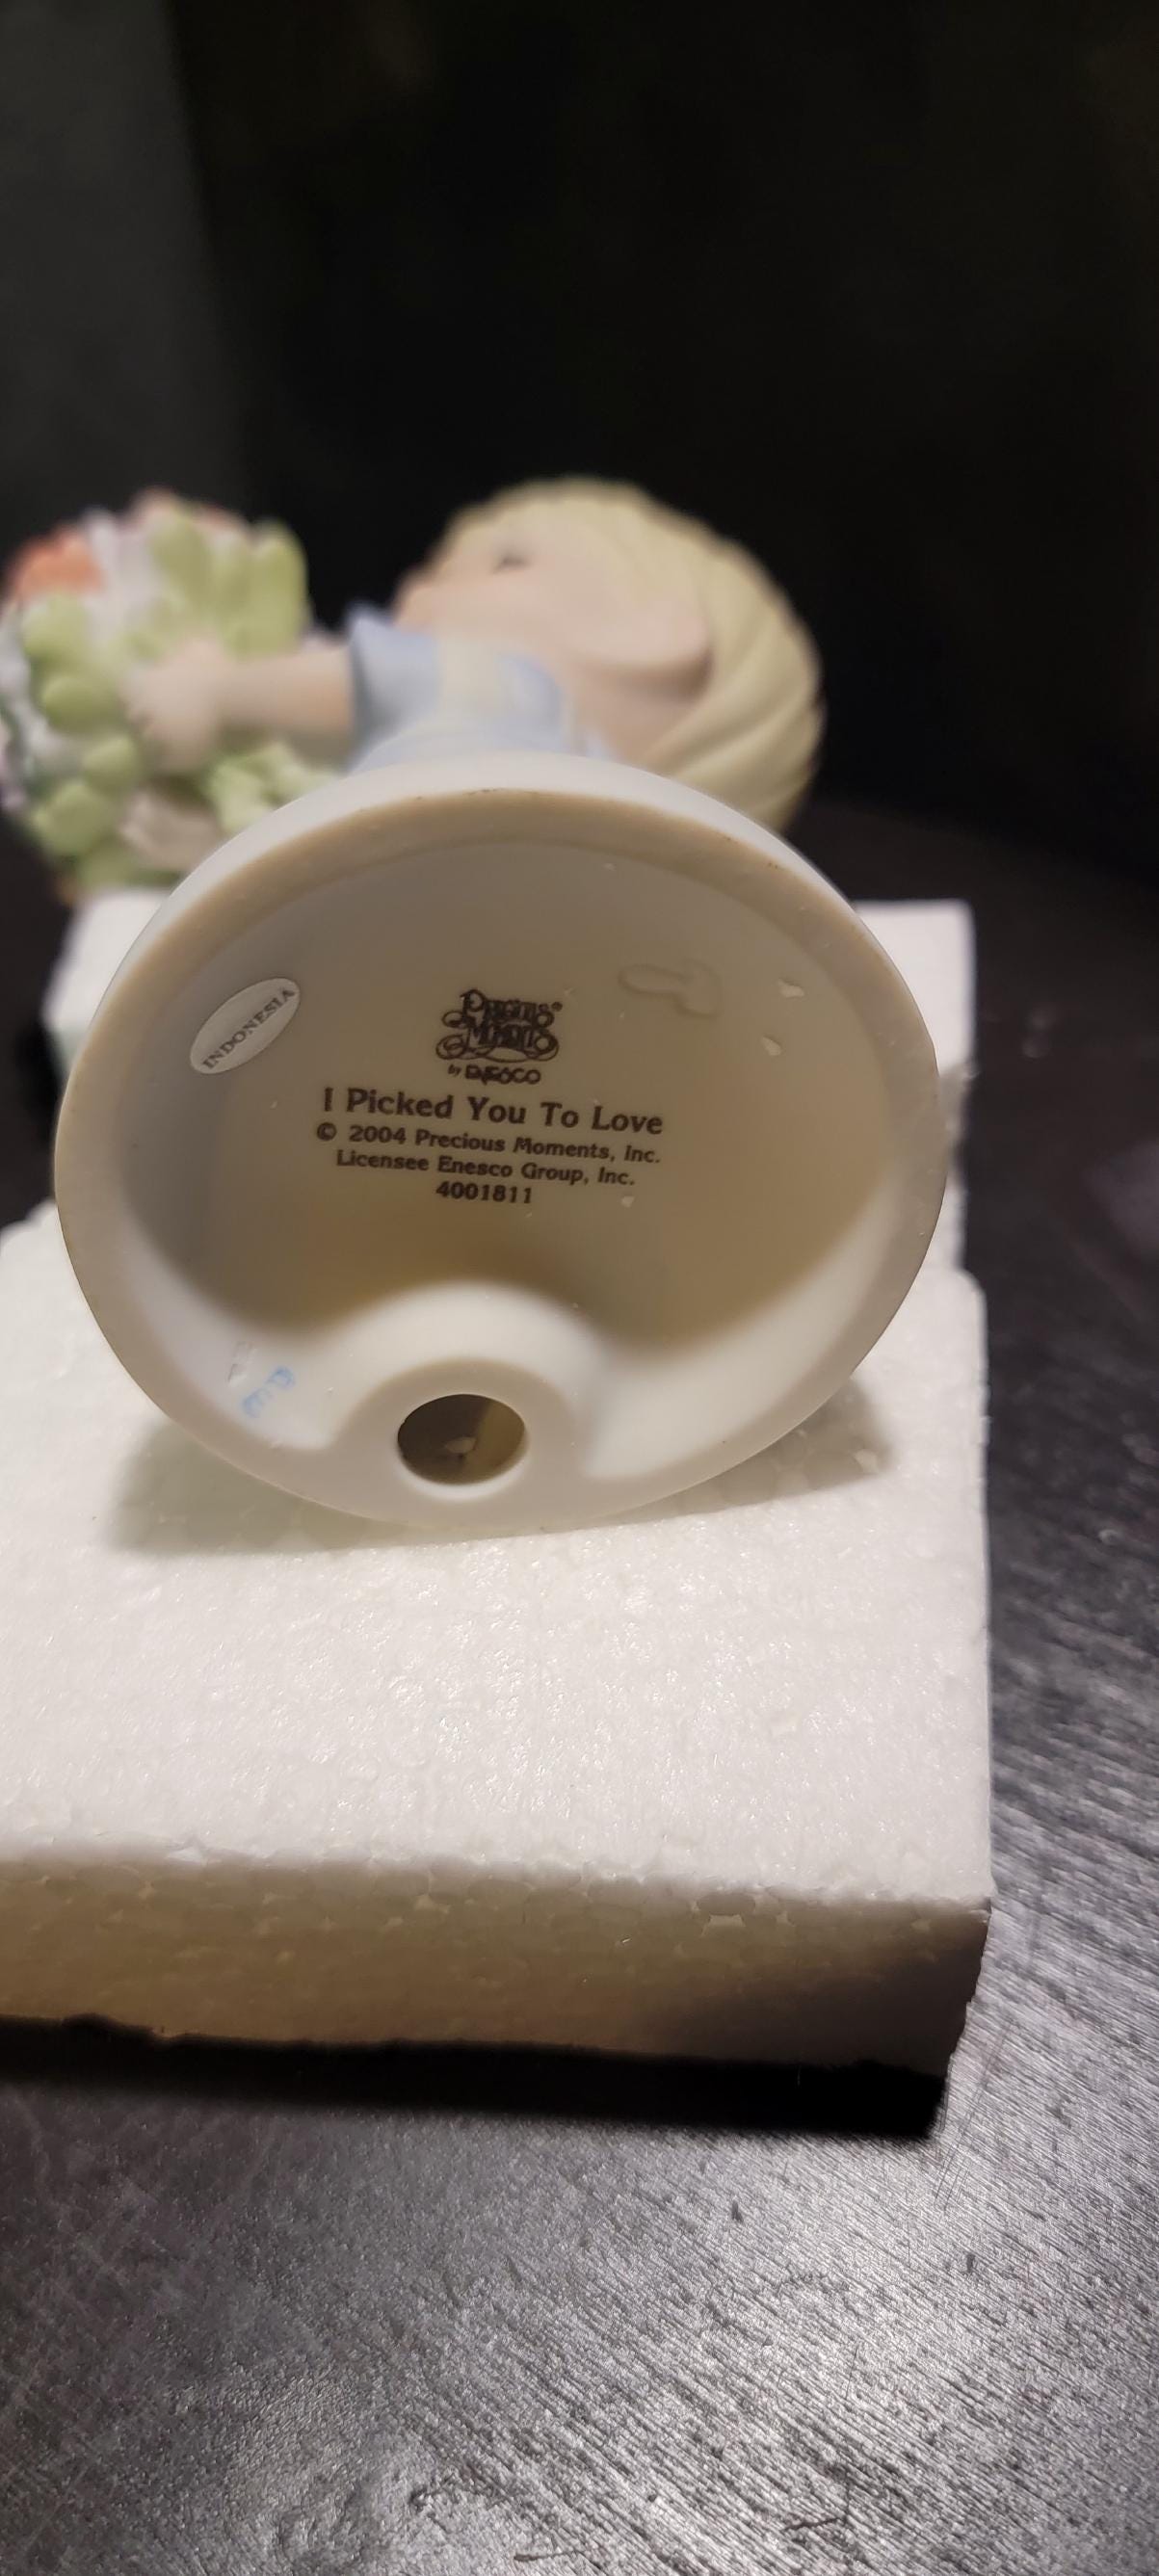 INDONESIA
PRECIOUS®
MOMENTS
by ENESCO
I Picked You To Love
© 2004 Precious Moments, Inc.
Licensee Enesco Group, Inc.
4001811